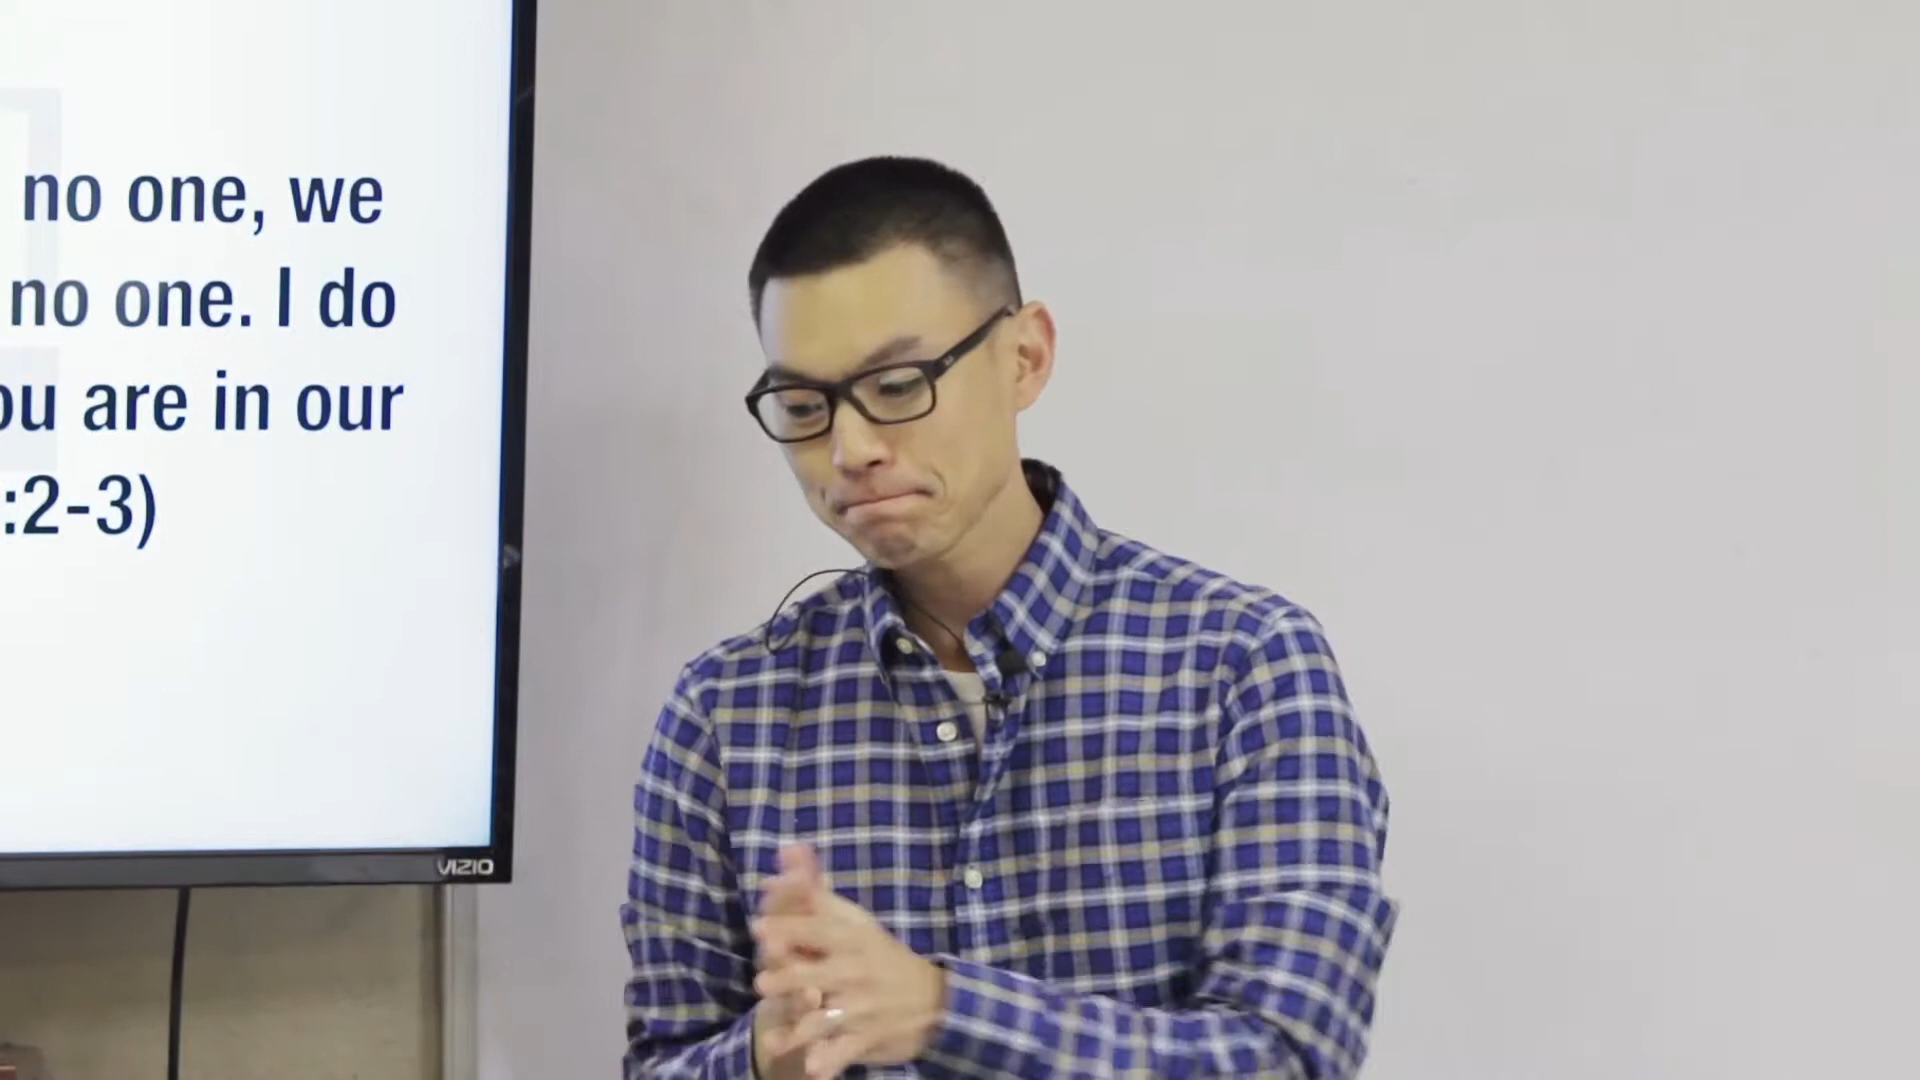 no one, we
no one. I do
ou are in our
:2-3)
VIZIO